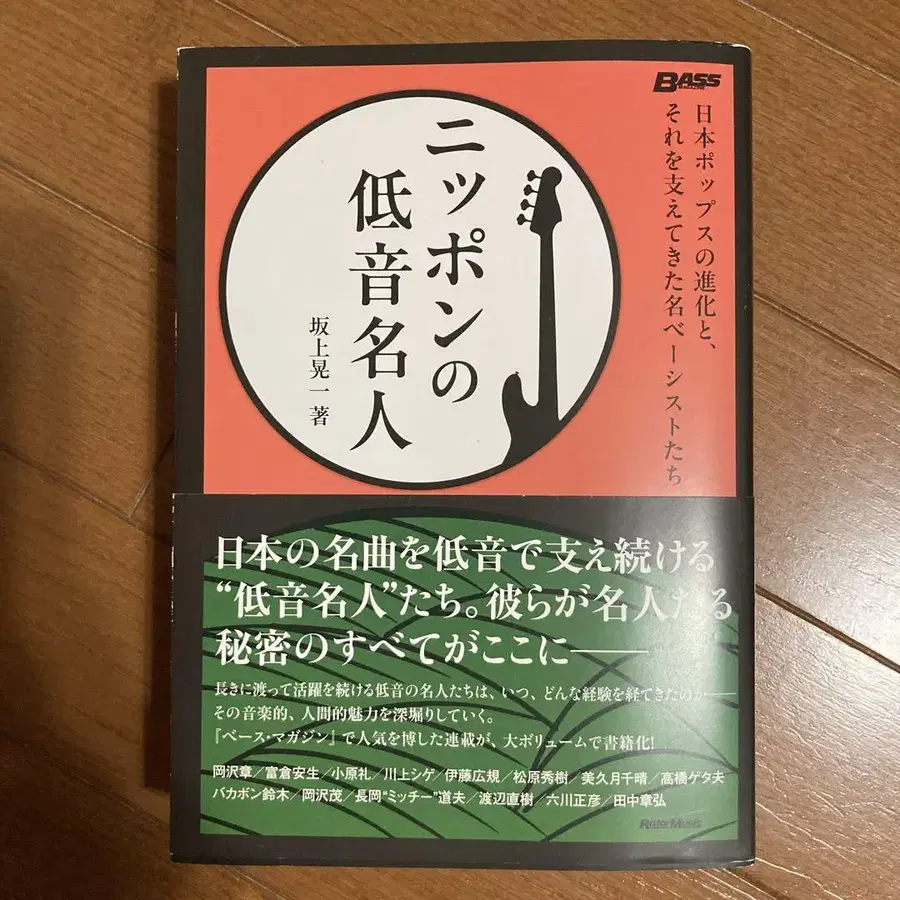 BASS
日本ポップスの進化と、
それを支えてきた名ベーシストたち
ニッポンの
低音名人
坂上晃一 著
日本の名曲を低音で支え続ける
“低音名人”たち。彼らが名人たる
秘密のすべてがここに――
長きに渡って活躍を続ける低音の名人たちは、いつ、どんな経験を経てきたのか――
その音楽的、人間的魅力を深堀りしていく。
『ベース・マガジン』で人気を博した連載が、大ボリュームで書籍化!
岡沢章/富倉安生/小原礼/川上シゲ/伊藤広規/松原秀樹/美久月千晴/高橋ゲタ夫
バカボン鈴木/岡沢茂/長岡“ミッチー”道夫/渡辺直樹/六川正彦/田中章弘
Rittor Music